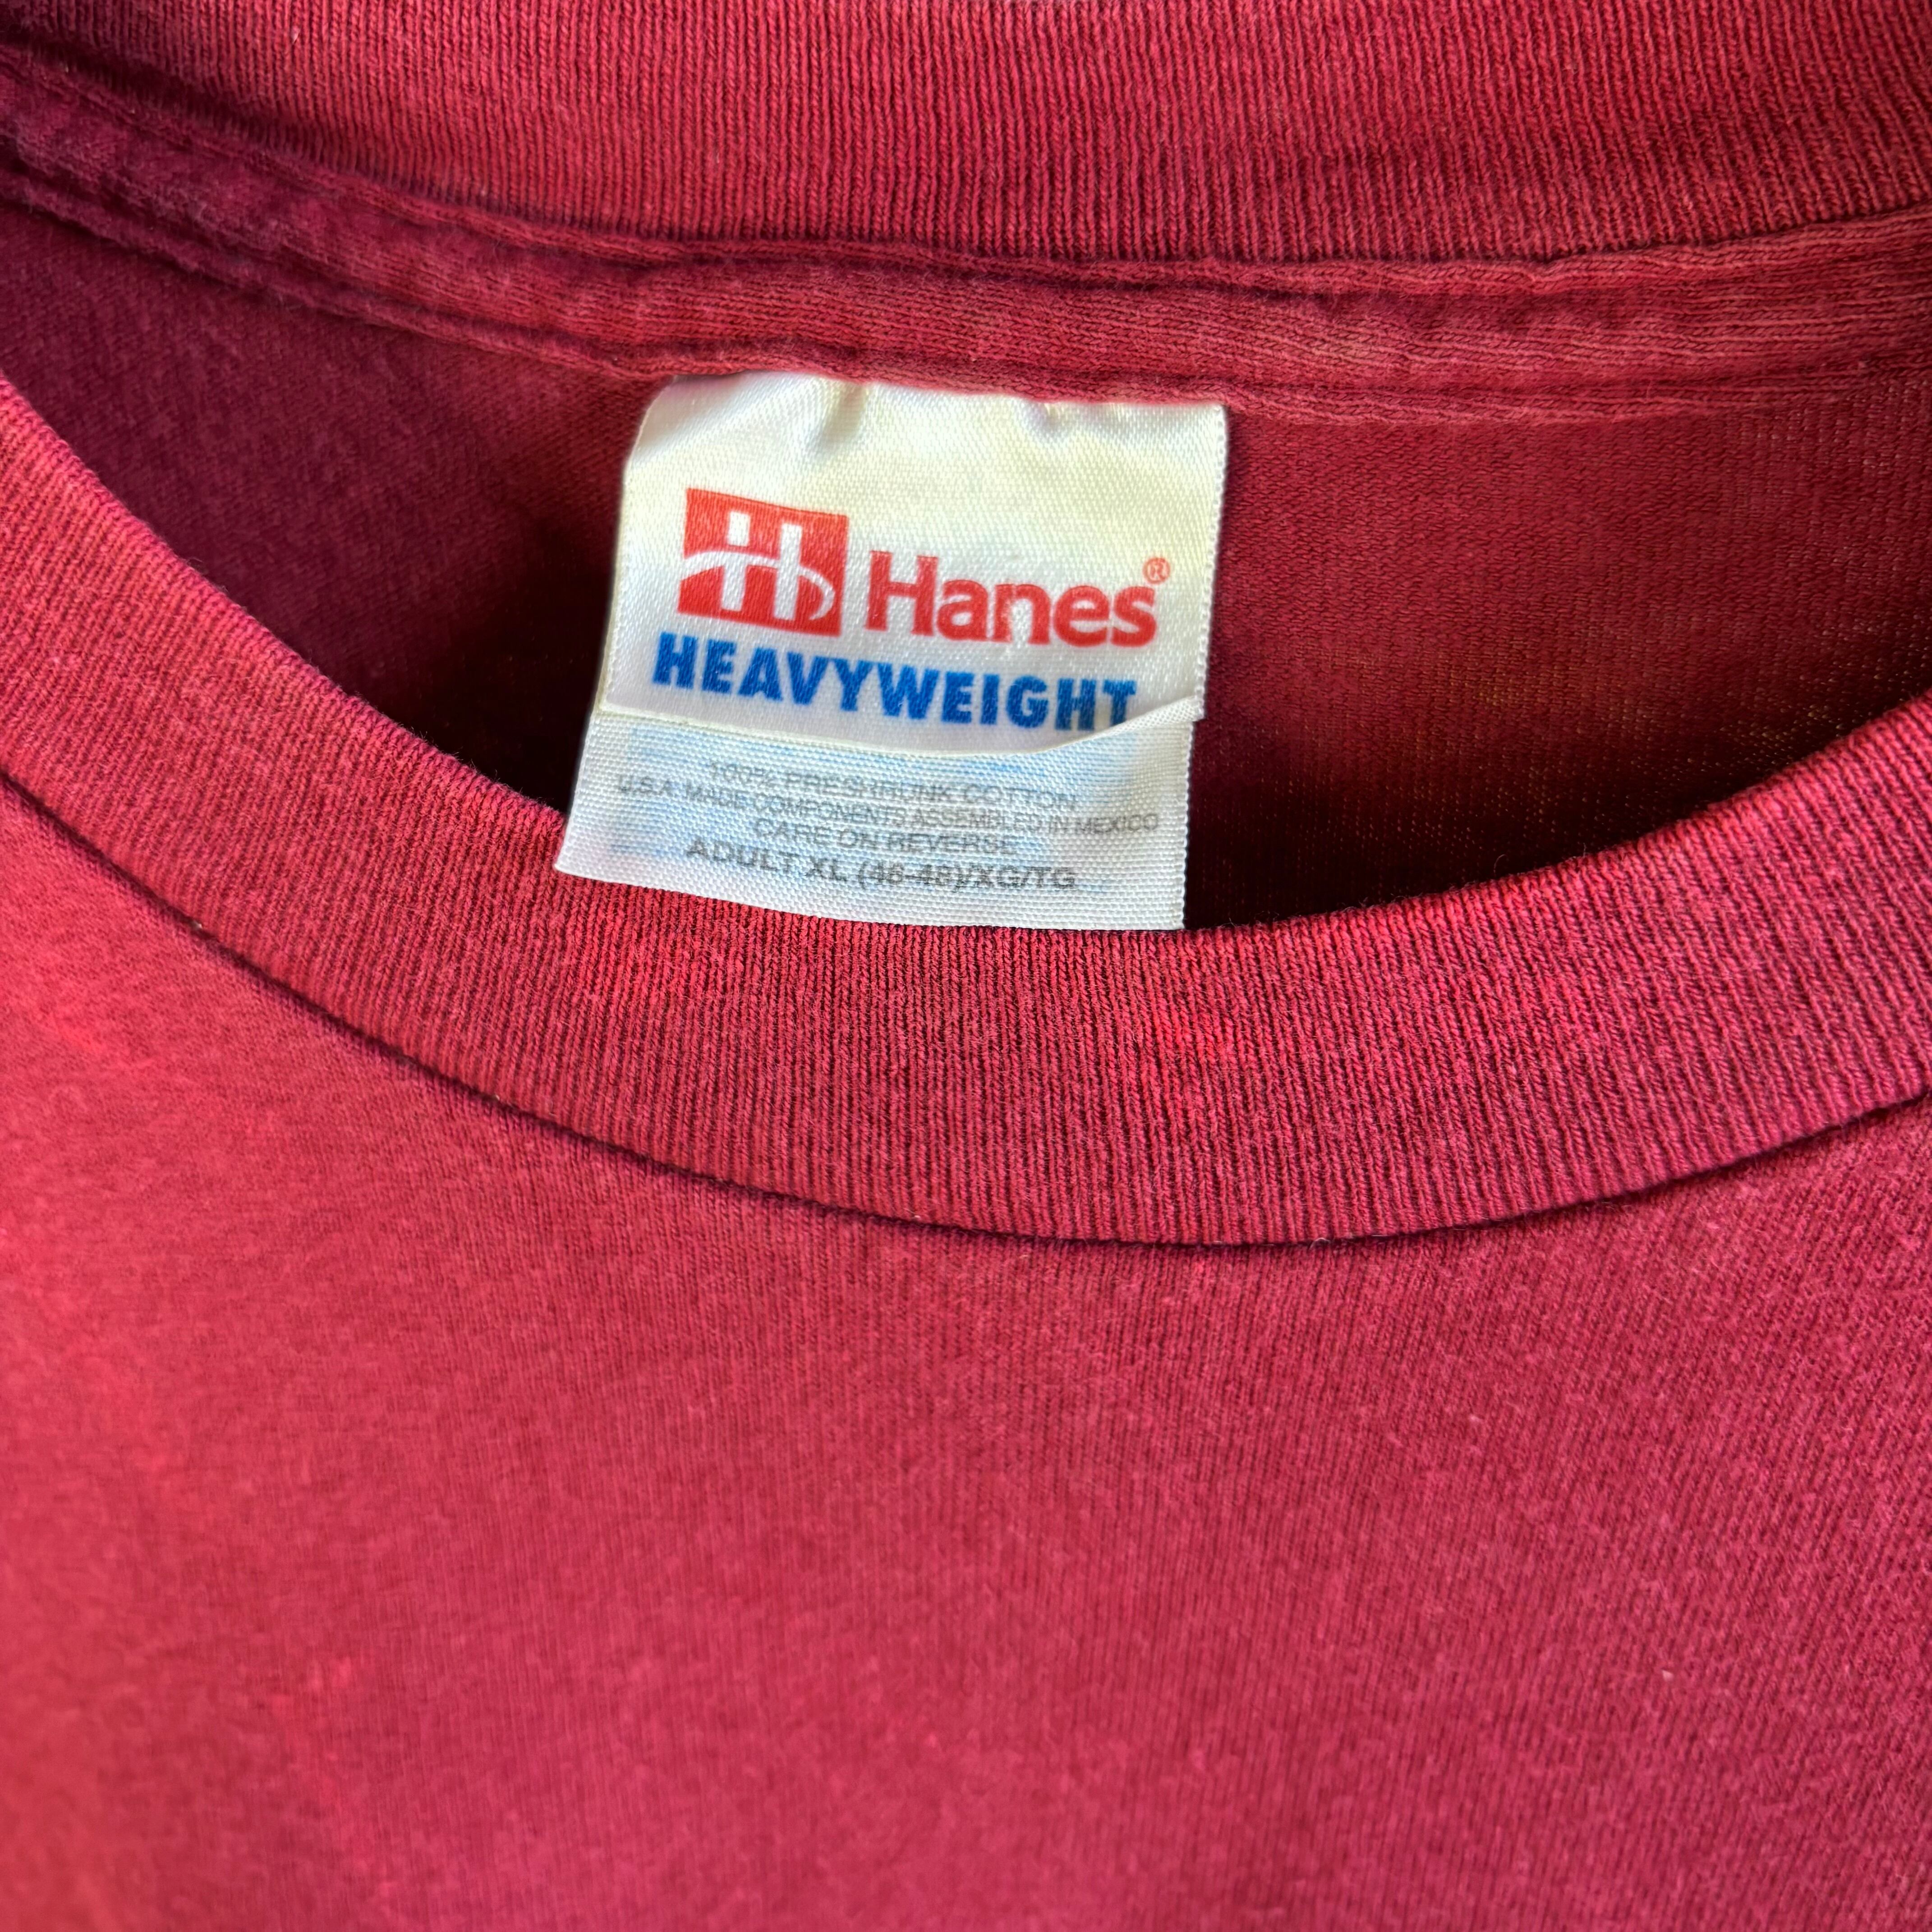 Hanes®
HEAVYWEIGHT
100% PRESHRUNK COTTON
U.S.A. MADE COMPONENTS ASSEMBLED IN MEXICO
CARE ON REVERSE
ADULT XL (46-48)/XG/TG